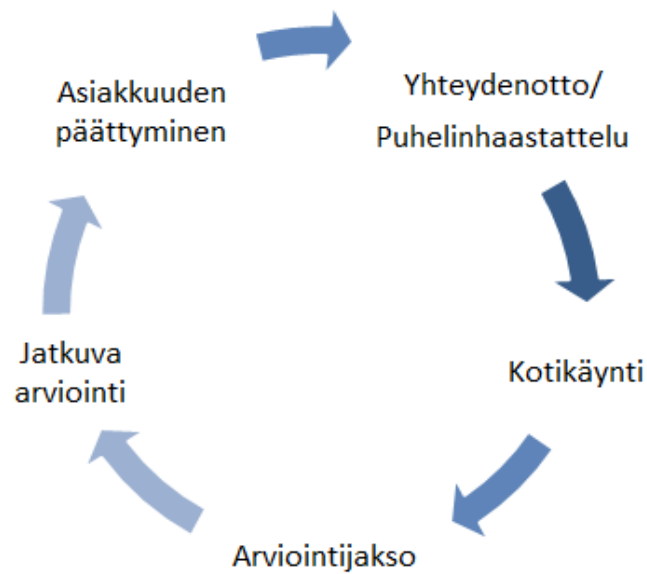 Asiakkuuden
päättyminen
Yhteydenotto/
Puhelinhaastattelu
Kotikäynti
Arviointijakso
Jatkuva
arviointi